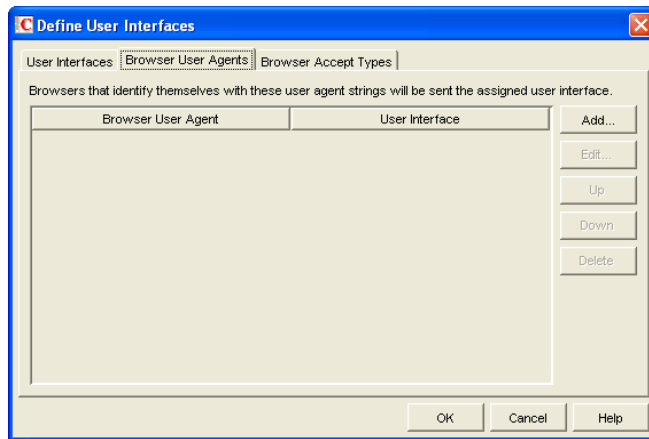 C Define User Interfaces
User Interfaces Browser User Agents Browser Accept Types
Browsers that identify themselves with these user agent strings will be sent the assigned user interface.
Browser User Agent User Interface
Add...
Edit...
Up
Down
Delete
OK Cancel Help